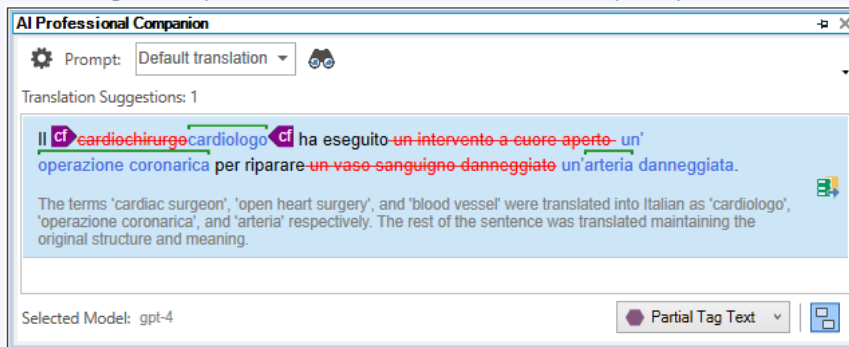 AI Professional Companion
Prompt: Default translation
Translation Suggestions: 1
Il cf cardiochirurgocardiologo cf ha eseguito un intervento a cuore aperto un'
operazione coronarica per riparare un vaso sanguigno danneggiato un'arteria danneggiata.
The terms 'cardiac surgeon', 'open heart surgery', and 'blood vessel' were translated into Italian as 'cardiologo',
'operazione coronarica', and 'arteria' respectively. The rest of the sentence was translated maintaining the
original structure and meaning.
Selected Model: gpt-4
Partial Tag Text